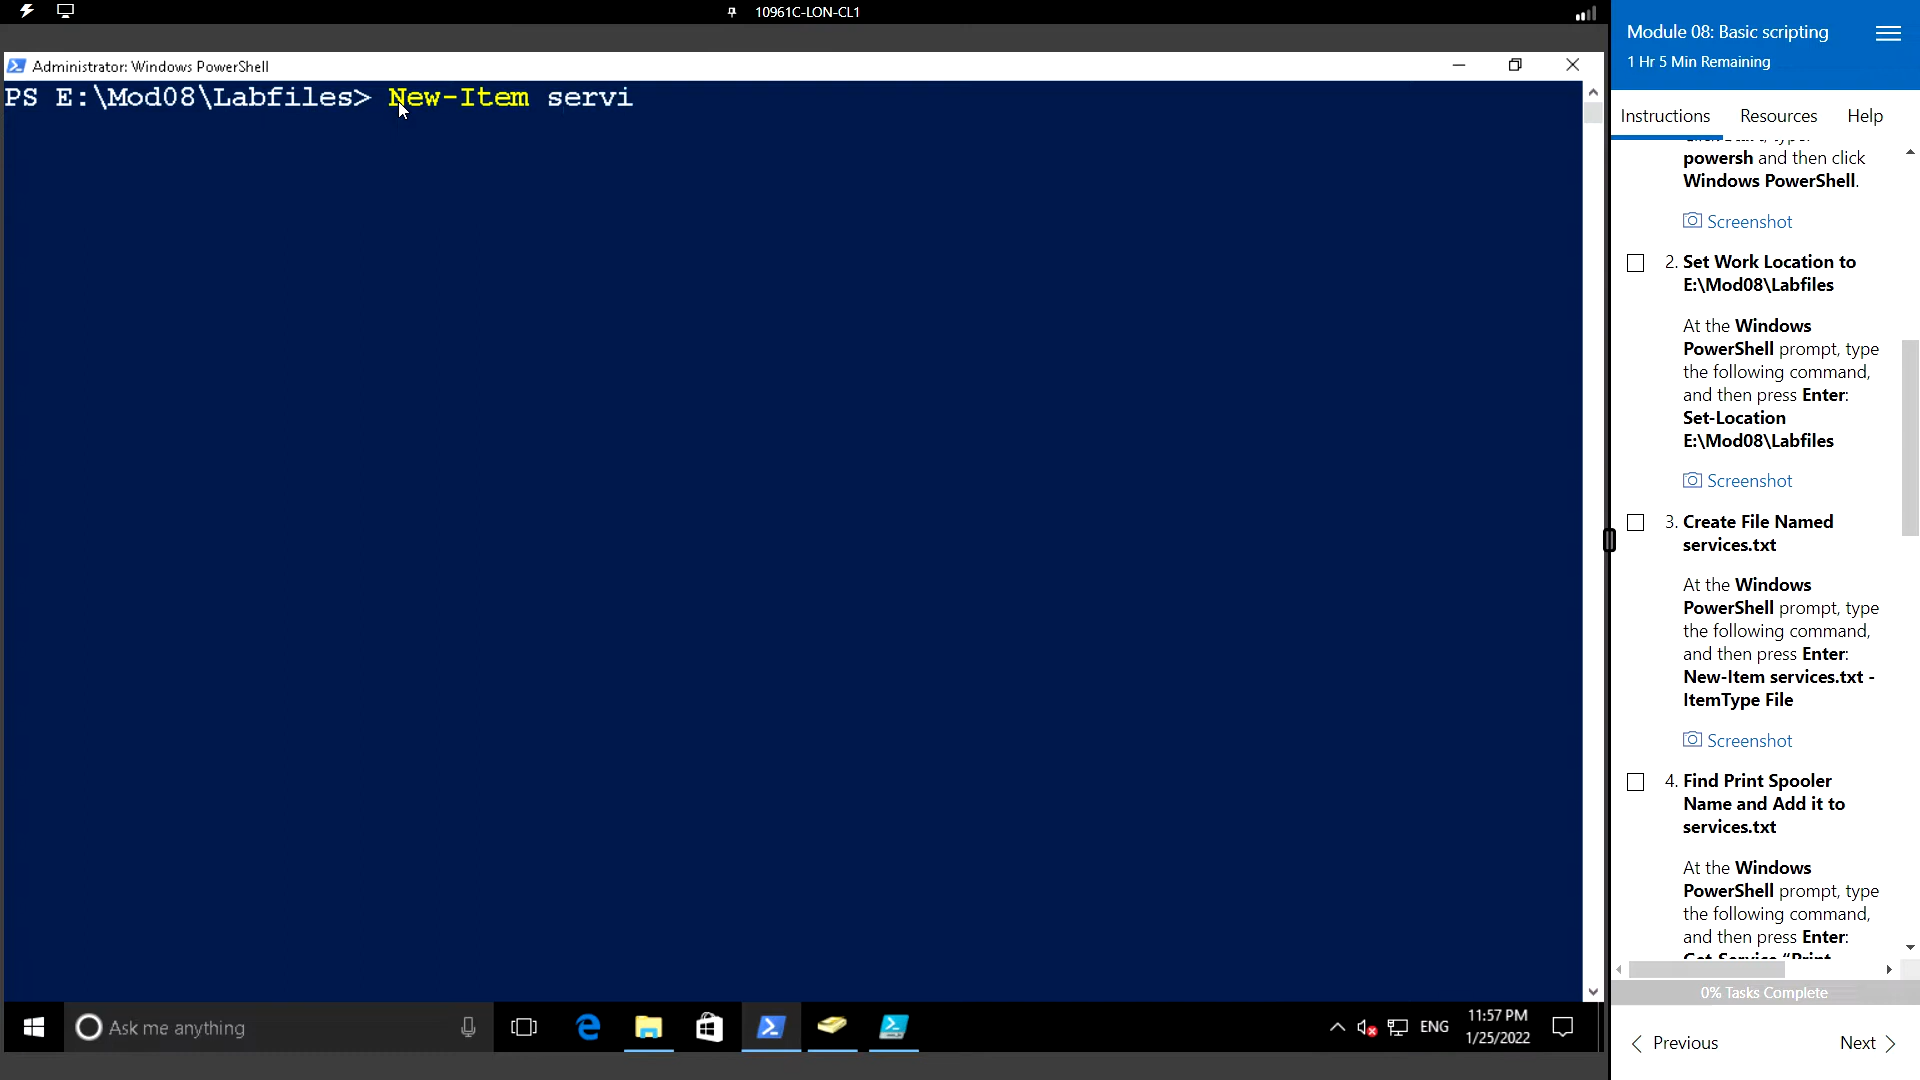 10961C-LON-CL1
Administrator: Windows PowerShell
PS E:\Mod08\Labfiles> New-Item servi
Module 08: Basic scripting
1 Hr 5 Min Remaining
Instructions Resources Help
powersh and then click
Windows PowerShell.
Screenshot
2. Set Work Location to
E:\Mod08\Labfiles
At the Windows
PowerShell prompt, type
the following command,
and then press Enter:
Set-Location
E:\Mod08\Labfiles
Screenshot
3. Create File Named
services.txt
At the Windows
PowerShell prompt, type
the following command,
and then press Enter:
New-Item services.txt -
ItemType File
Screenshot
4. Find Print Spooler
Name and Add it to
services.txt
At the Windows
PowerShell prompt, type
the following command,
and then press Enter:
Get-Service "Print
0% Tasks Complete
Previous Next
Ask me anything
ENG
11:57 PM
1/25/2022